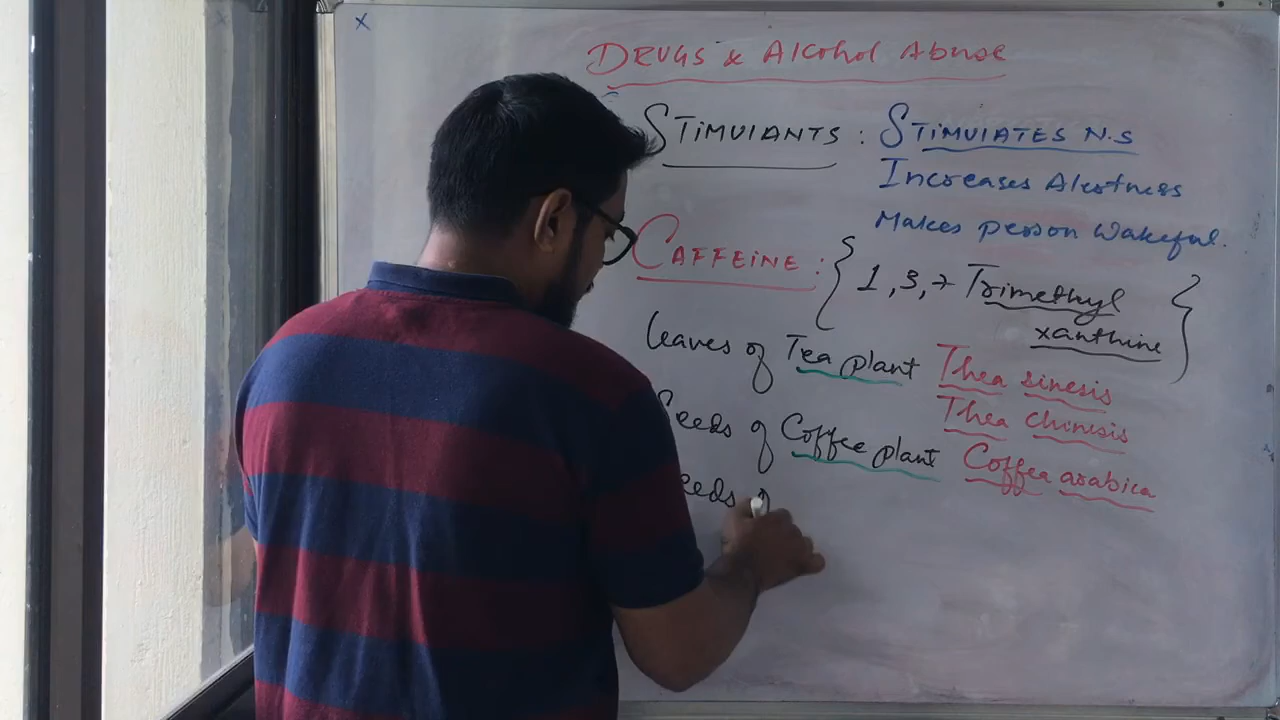 x
DRUGS & Alcohol Abuse
STIMULANTS : STIMULATES N.S
Increases Alertness
Makes person Wakeful.
CAFFEINE : { 1,3,7 Trimethyl
xanthine }
leaves of Tea plant Thea sinesis
Thea chinesis
Seeds of Coffee plant Coffea arabica
eeds